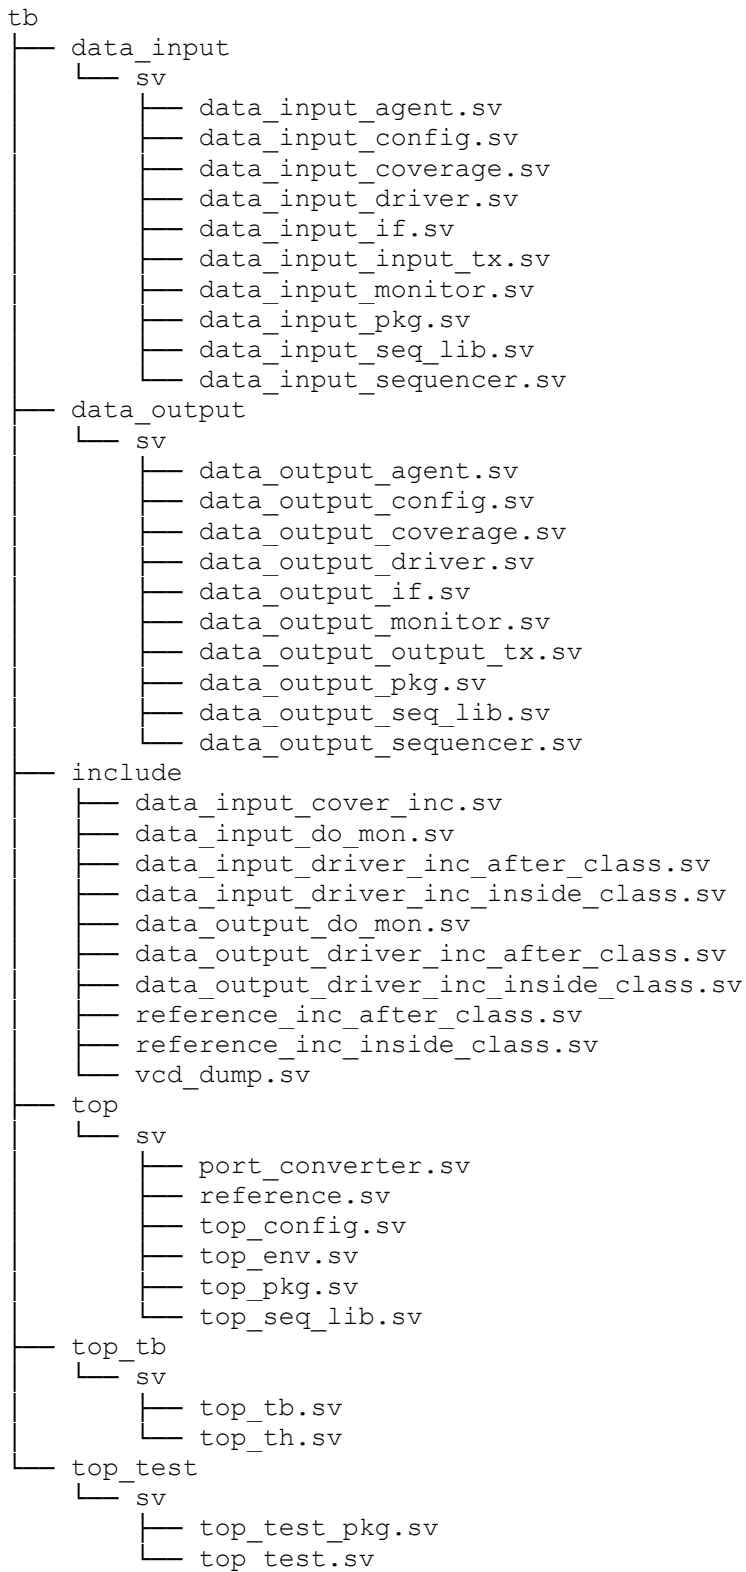 tb
├── data_input
│   └── sv
│       ├── data_input_agent.sv
│       ├── data_input_config.sv
│       ├── data_input_coverage.sv
│       ├── data_input_driver.sv
│       ├── data_input_if.sv
│       ├── data_input_input_tx.sv
│       ├── data_input_monitor.sv
│       ├── data_input_pkg.sv
│       ├── data_input_seq_lib.sv
│       └── data_input_sequencer.sv
├── data_output
│   └── sv
│       ├── data_output_agent.sv
│       ├── data_output_config.sv
│       ├── data_output_coverage.sv
│       ├── data_output_driver.sv
│       ├── data_output_if.sv
│       ├── data_output_monitor.sv
│       ├── data_output_output_tx.sv
│       ├── data_output_pkg.sv
│       ├── data_output_seq_lib.sv
│       └── data_output_sequencer.sv
├── include
│   ├── data_input_cover_inc.sv
│   ├── data_input_do_mon.sv
│   ├── data_input_driver_inc_after_class.sv
│   ├── data_input_driver_inc_inside_class.sv
│   ├── data_output_do_mon.sv
│   ├── data_output_driver_inc_after_class.sv
│   ├── data_output_driver_inc_inside_class.sv
│   ├── reference_inc_after_class.sv
│   ├── reference_inc_inside_class.sv
│   └── vcd_dump.sv
├── top
│   └── sv
│       ├── port_converter.sv
│       ├── reference.sv
│       ├── top_config.sv
│       ├── top_env.sv
│       ├── top_pkg.sv
│       └── top_seq_lib.sv
├── top_tb
│   └── sv
│       ├── top_tb.sv
│       └── top_th.sv
└── top_test
    └── sv
        ├── top_test_pkg.sv
        └── top_test.sv